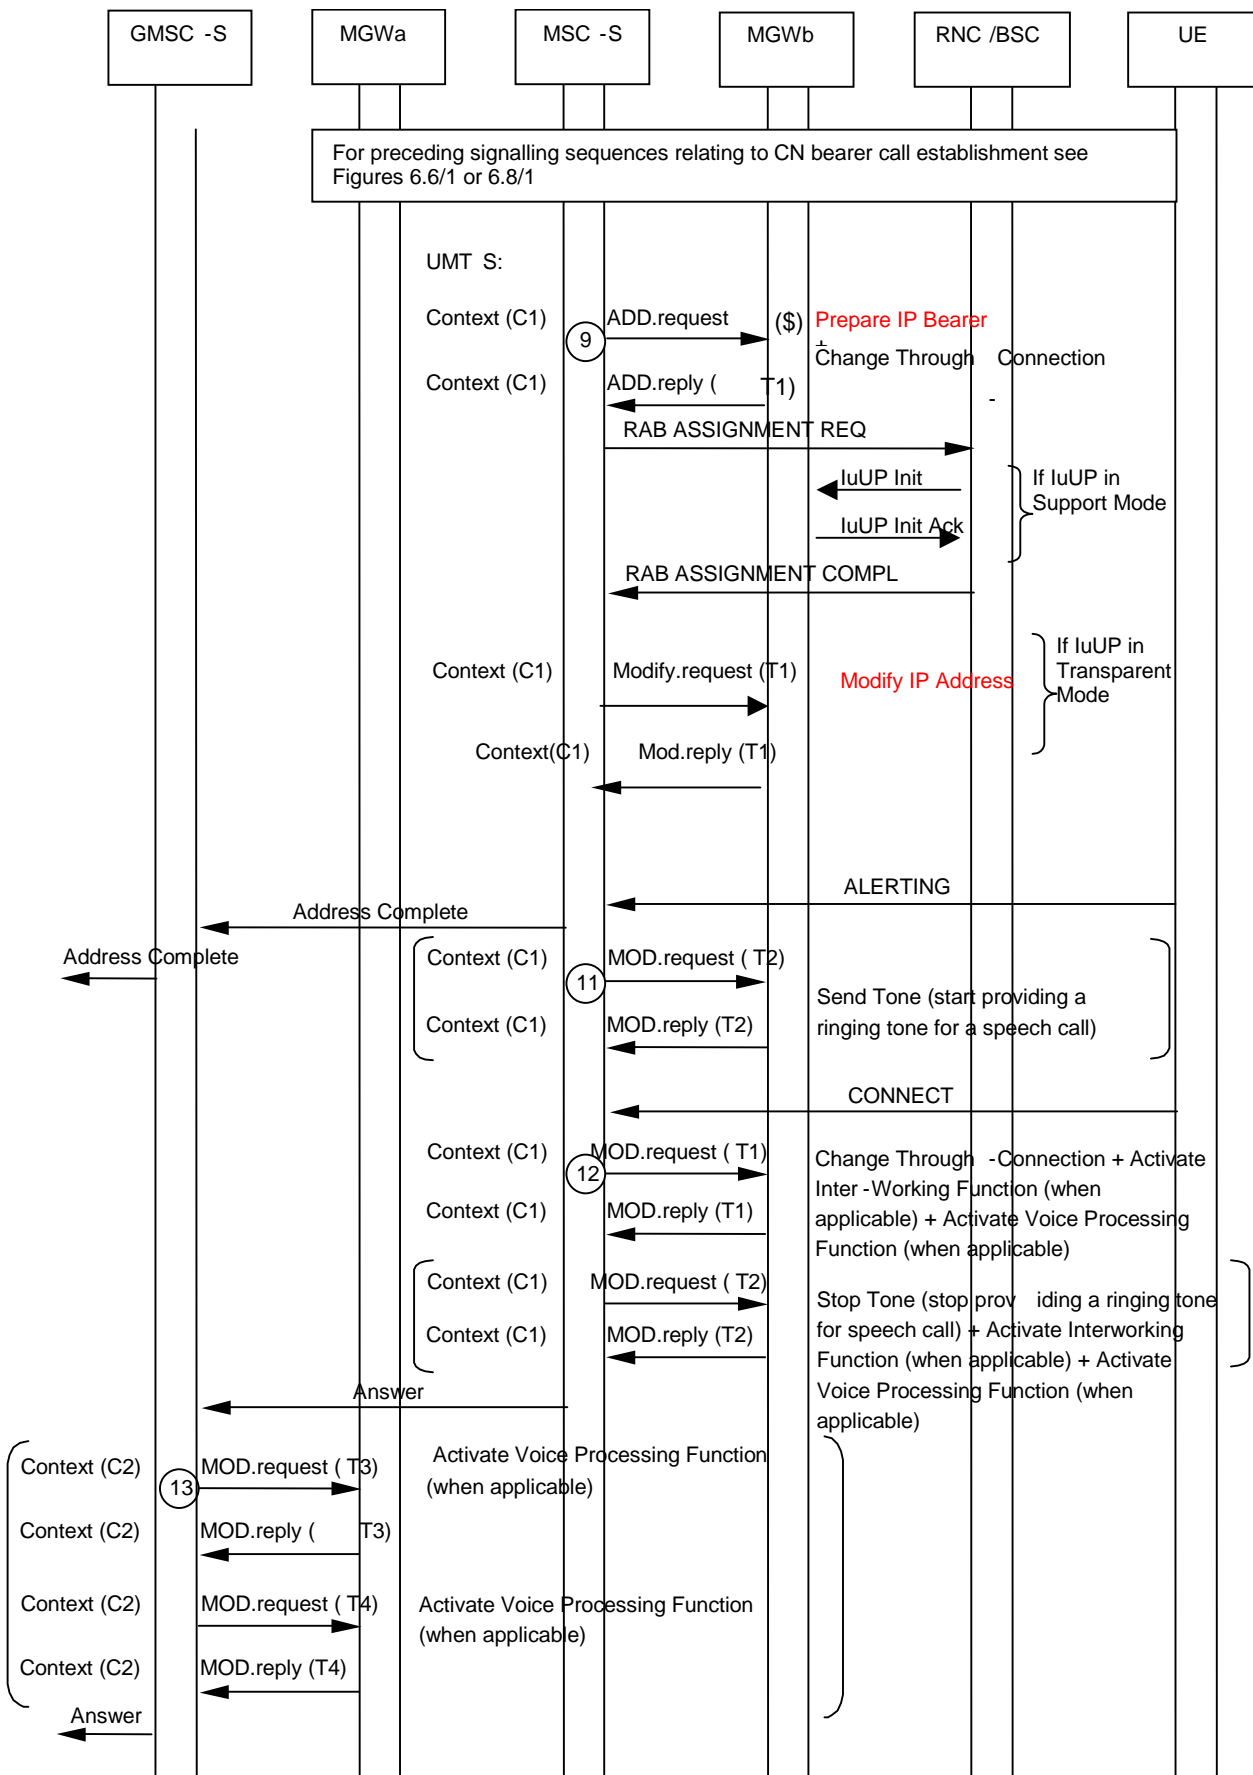 GMSC -S
MGWa
MSC -S
MGWb
RNC /BSC
UE
For preceding signalling sequences relating to CN bearer call establishment see
Figures 6.6/1 or 6.8/1
UMT S:
Context (C1)
9
ADD.request
($)
Prepare IP Bearer
+
Change Through Connection
-
Context (C1)
ADD.reply ( T1)
RAB ASSIGNMENT REQ
IuUP Init
IuUP Init Ack
If IuUP in
Support Mode
RAB ASSIGNMENT COMPL
Context (C1)
Modify.request (T1)
Modify IP Address
If IuUP in
Transparent
Mode
Context(C1)
Mod.reply (T1)
ALERTING
Address Complete
Address Complete
Context (C1)
11
MOD.request ( T2)
Send Tone (start providing a
ringing tone for a speech call)
Context (C1)
MOD.reply (T2)
CONNECT
Context (C1)
12
MOD.request ( T1)
Change Through -Connection + Activate
Inter -Working Function (when
applicable) + Activate Voice Processing
Function (when applicable)
Context (C1)
MOD.reply (T1)
Context (C1)
MOD.request ( T2)
Stop Tone (stop prov iding a ringing tone
for speech call) + Activate Interworking
Function (when applicable) + Activate
Voice Processing Function (when
applicable)
Context (C1)
MOD.reply (T2)
Answer
Context (C2)
13
MOD.request ( T3)
Activate Voice Processing Function
(when applicable)
Context (C2)
MOD.reply ( T3)
Context (C2)
MOD.request ( T4)
Activate Voice Processing Function
(when applicable)
Context (C2)
MOD.reply (T4)
Answer